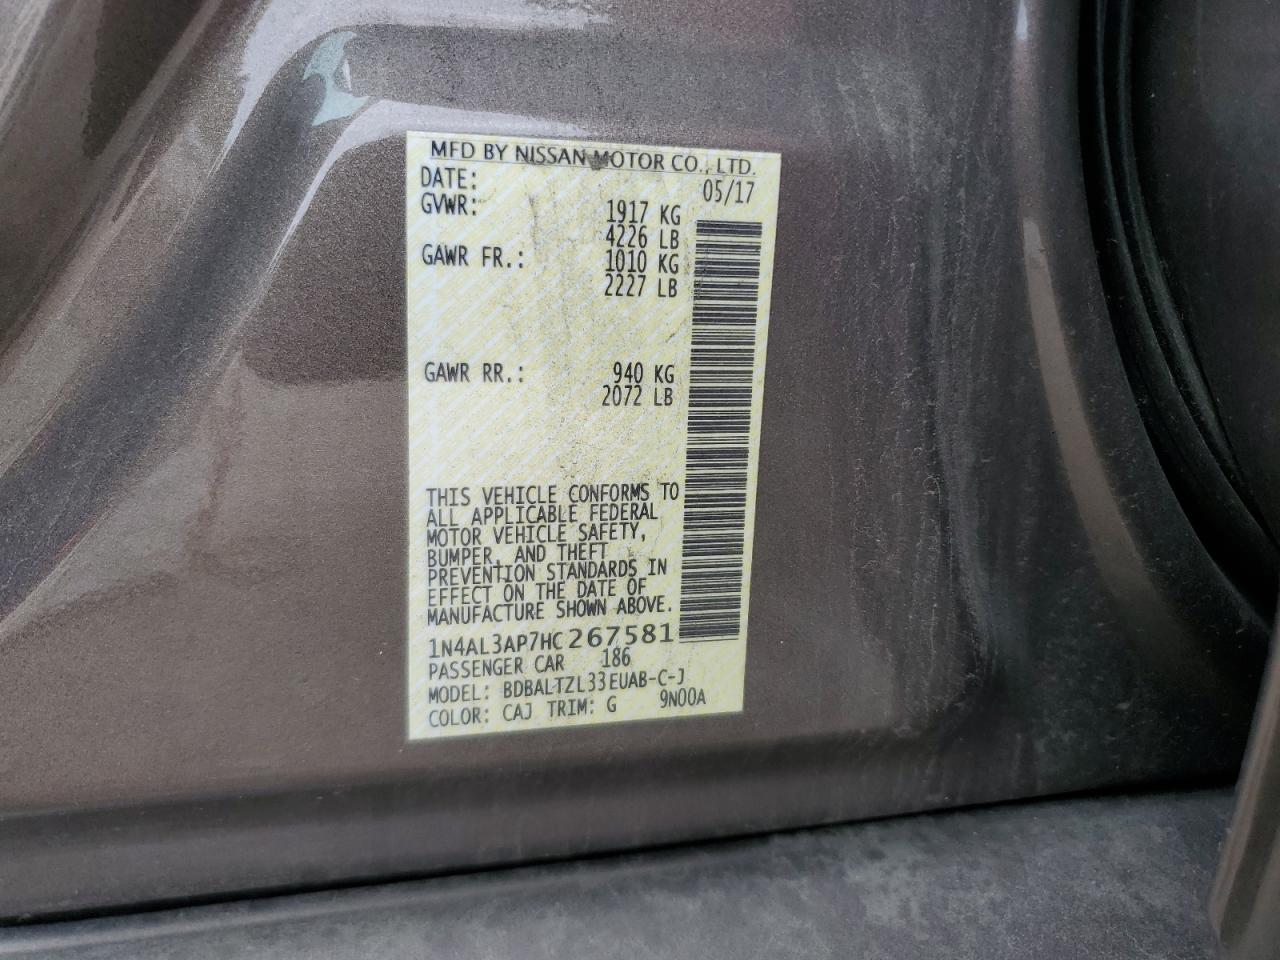 MFD BY NISSAN MOTOR CO., LTD.
DATE: 05/17
GVWR: 1917 KG
4226 LB
GAWR FR.: 1010 KG
2227 LB
GAWR RR.: 940 KG
2072 LB
THIS VEHICLE CONFORMS TO
ALL APPLICABLE FEDERAL
MOTOR VEHICLE SAFETY,
BUMPER, AND THEFT
PREVENTION STANDARDS IN
EFFECT ON THE DATE OF
MANUFACTURE SHOWN ABOVE.
1N4AL3AP7HC267581
PASSENGER CAR 186
MODEL: BDBALTZL33EUAB-C-J
COLOR: CAJ TRIM: G 9N00A